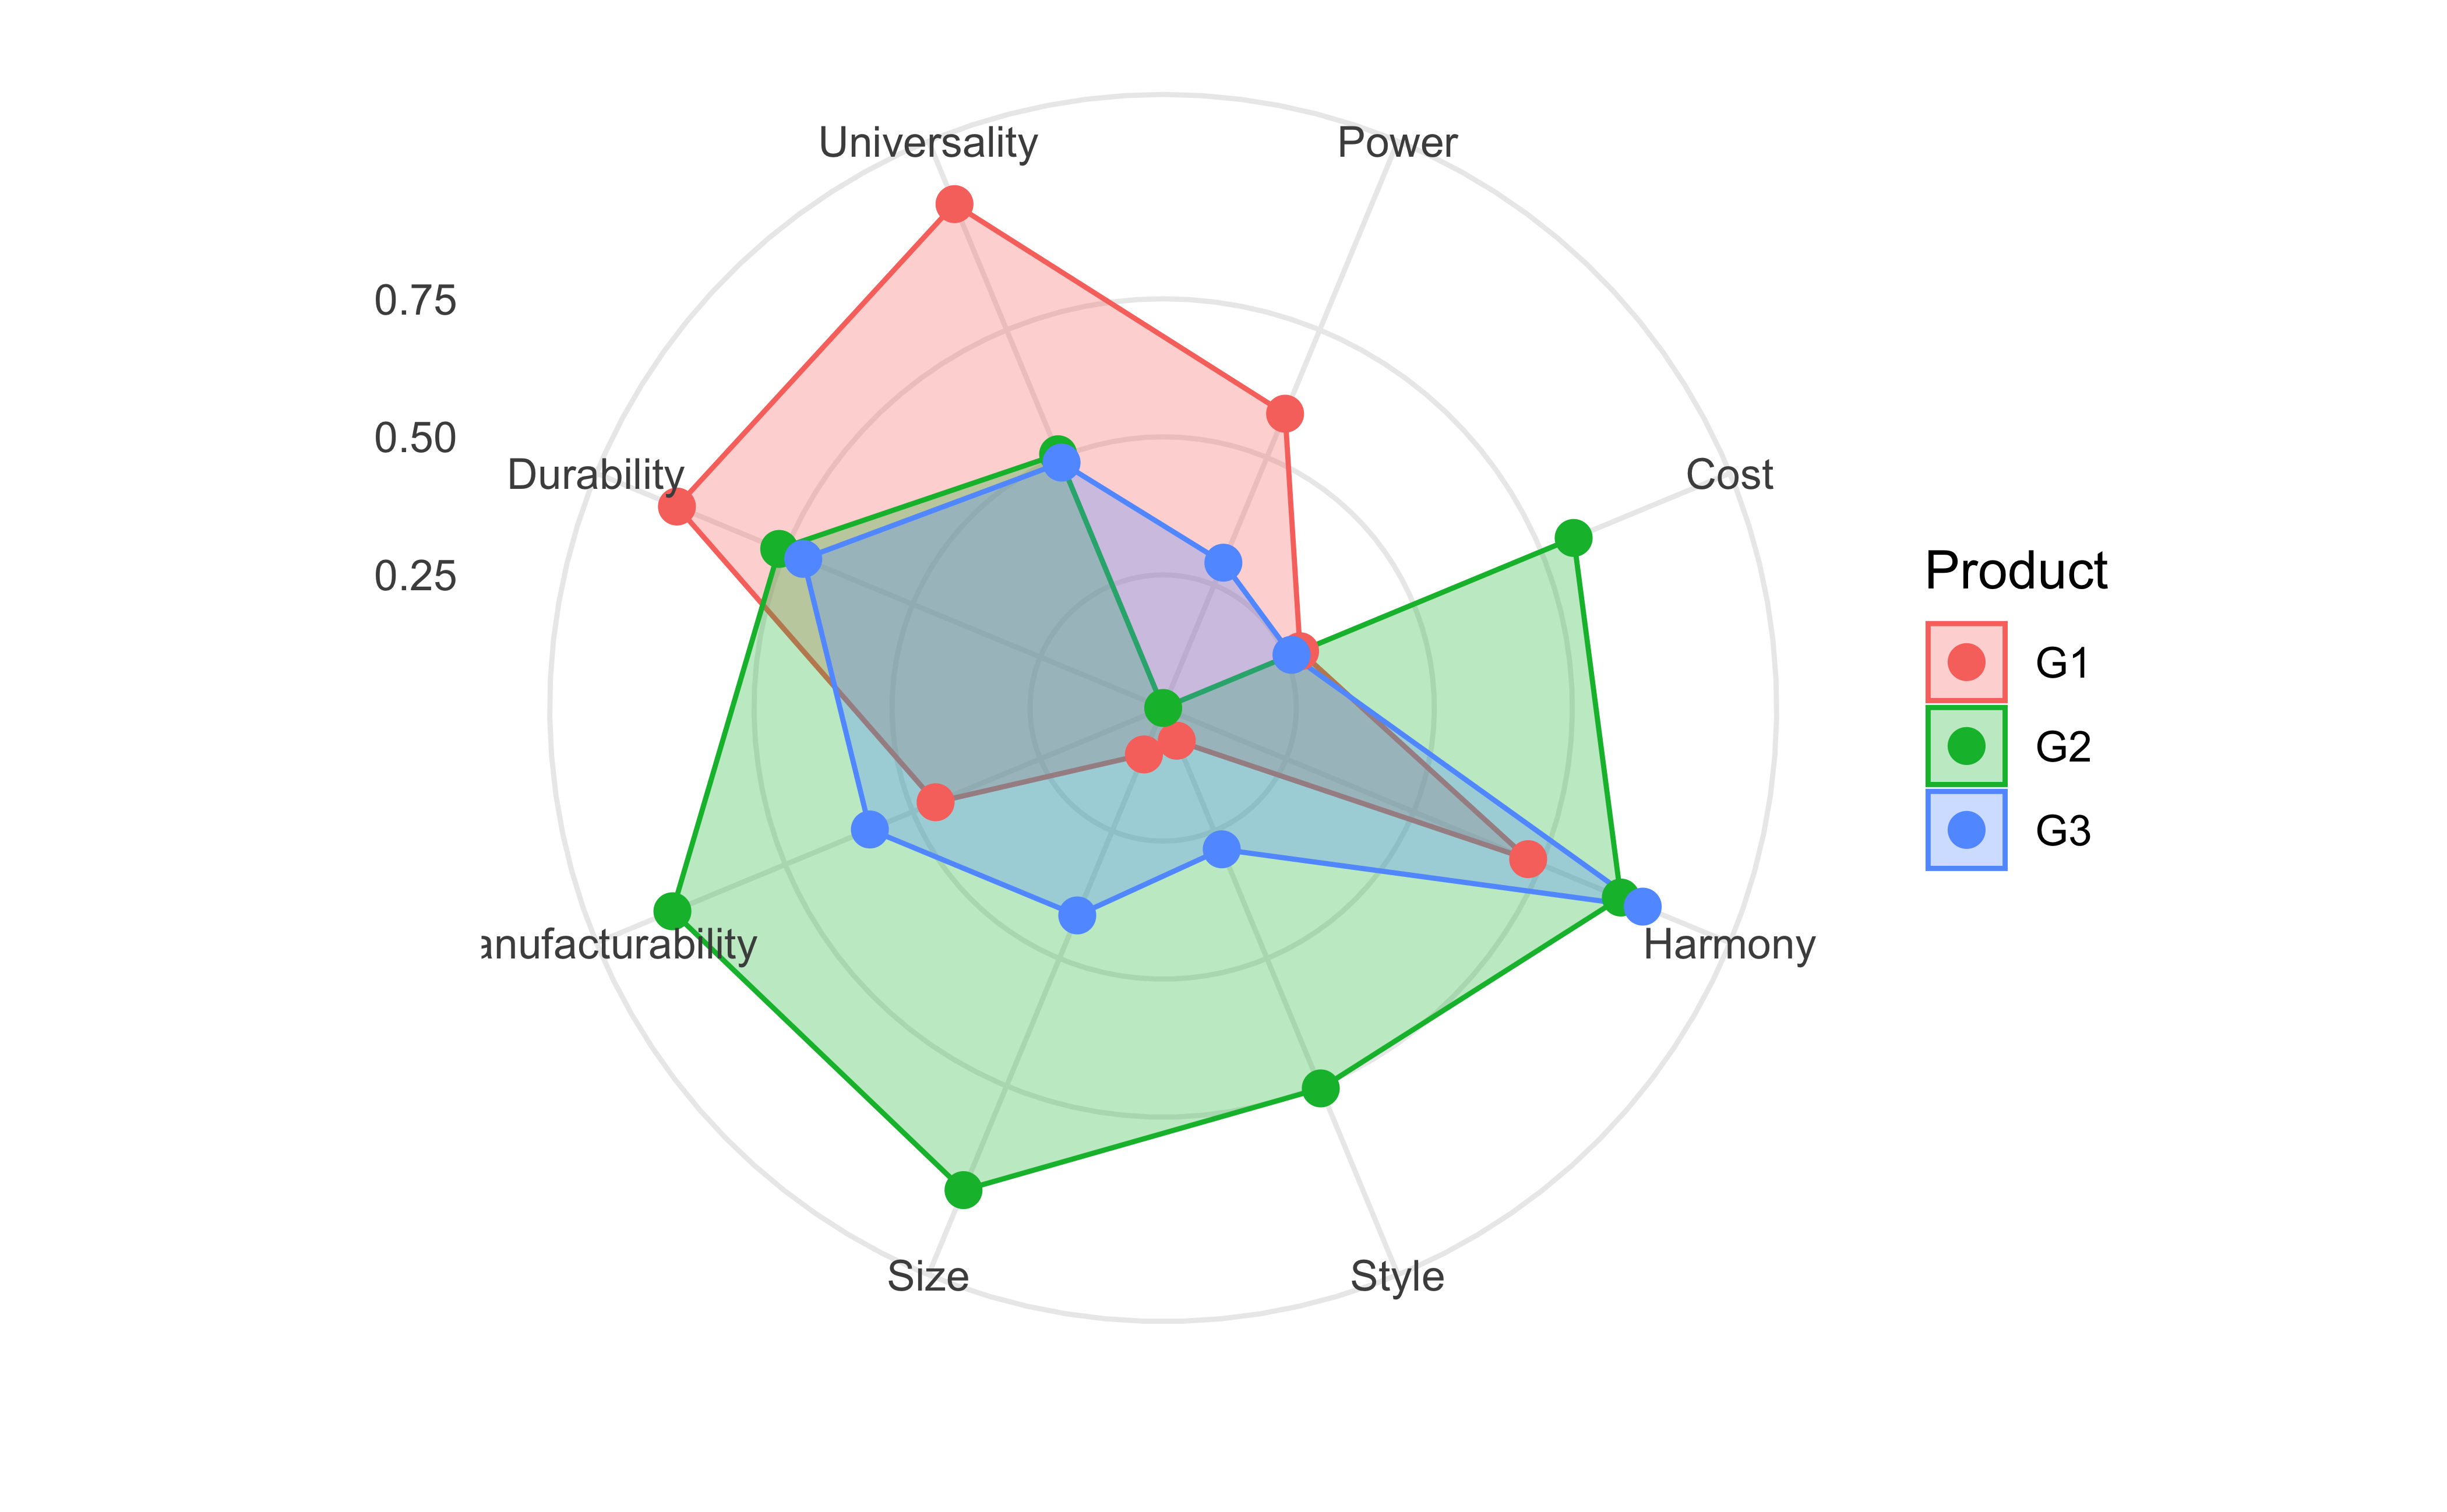 Universality
Power
0.75
0.50
Durability
Cost
0.25
Product
G1
G2
G3
anufacturability
Harmony
Size
Style